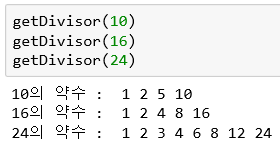 getDivisor(10)
getDivisor(16)
getDivisor(24)
10의 약수 : 1 2 5 10
16의 약수 : 1 2 4 8 16
24의 약수 : 1 2 3 4 6 8 12 24